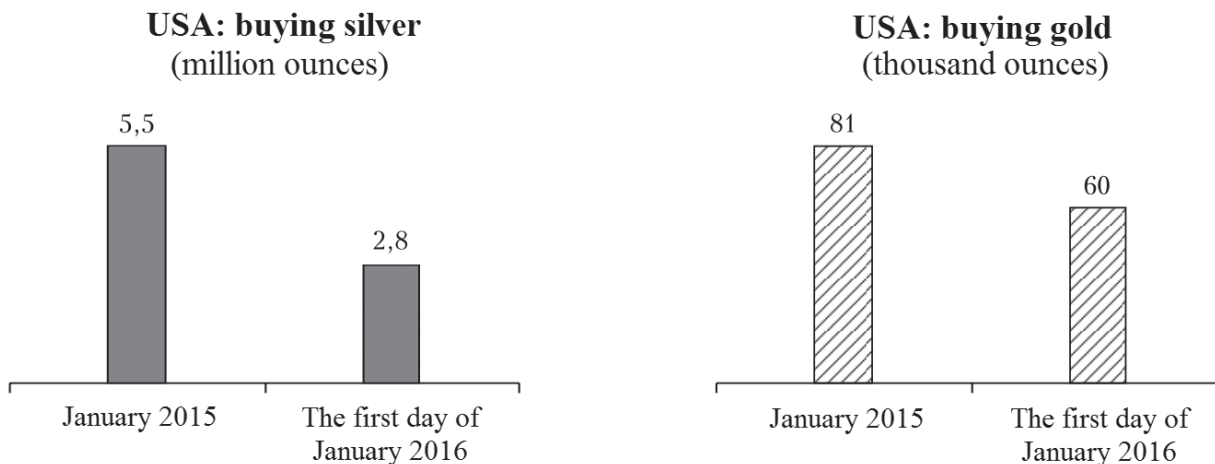 USA: buying silver
(million ounces)
5,5
2,8
January 2015
The first day of
January 2016
USA: buying gold
(thousand ounces)
81
60
January 2015
The first day of
January 2016